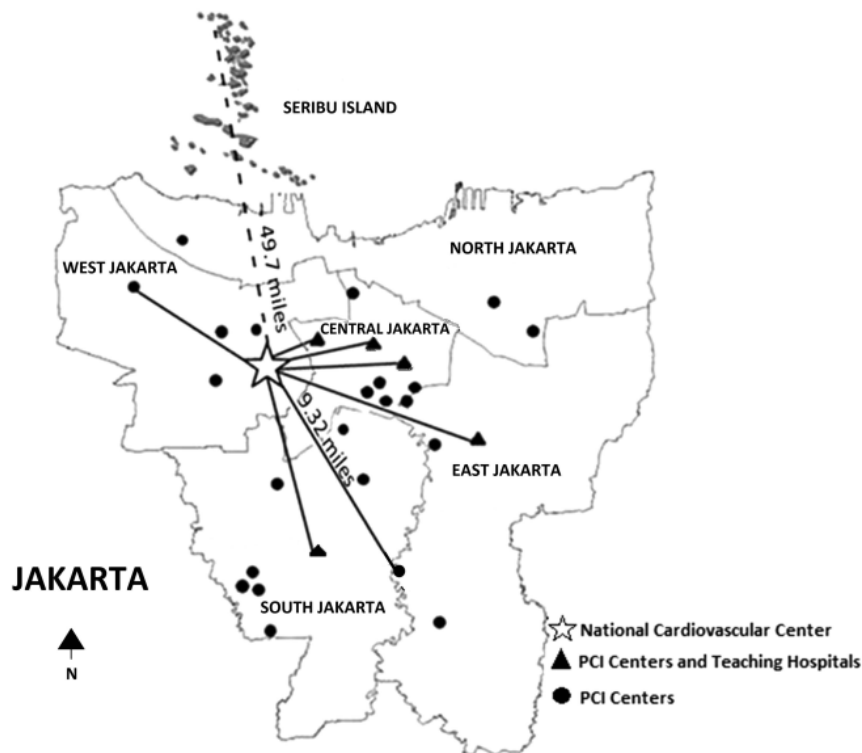 SERIBU ISLAND
49.7 miles
NORTH JAKARTA
WEST JAKARTA
CENTRAL JAKARTA
9.32 miles
EAST JAKARTA
JAKARTA
SOUTH JAKARTA
N
National Cardiovascular Center
PCI Centers and Teaching Hospitals
PCI Centers